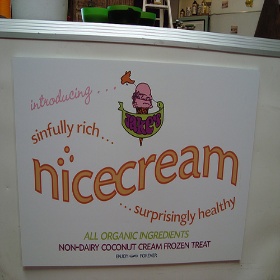 introducing...
sinfully rich...
nicecream
...surprisingly healthy
ALL ORGANIC INGREDIENTS
NON-DAIRY COCONUT CREAM FROZEN TREAT